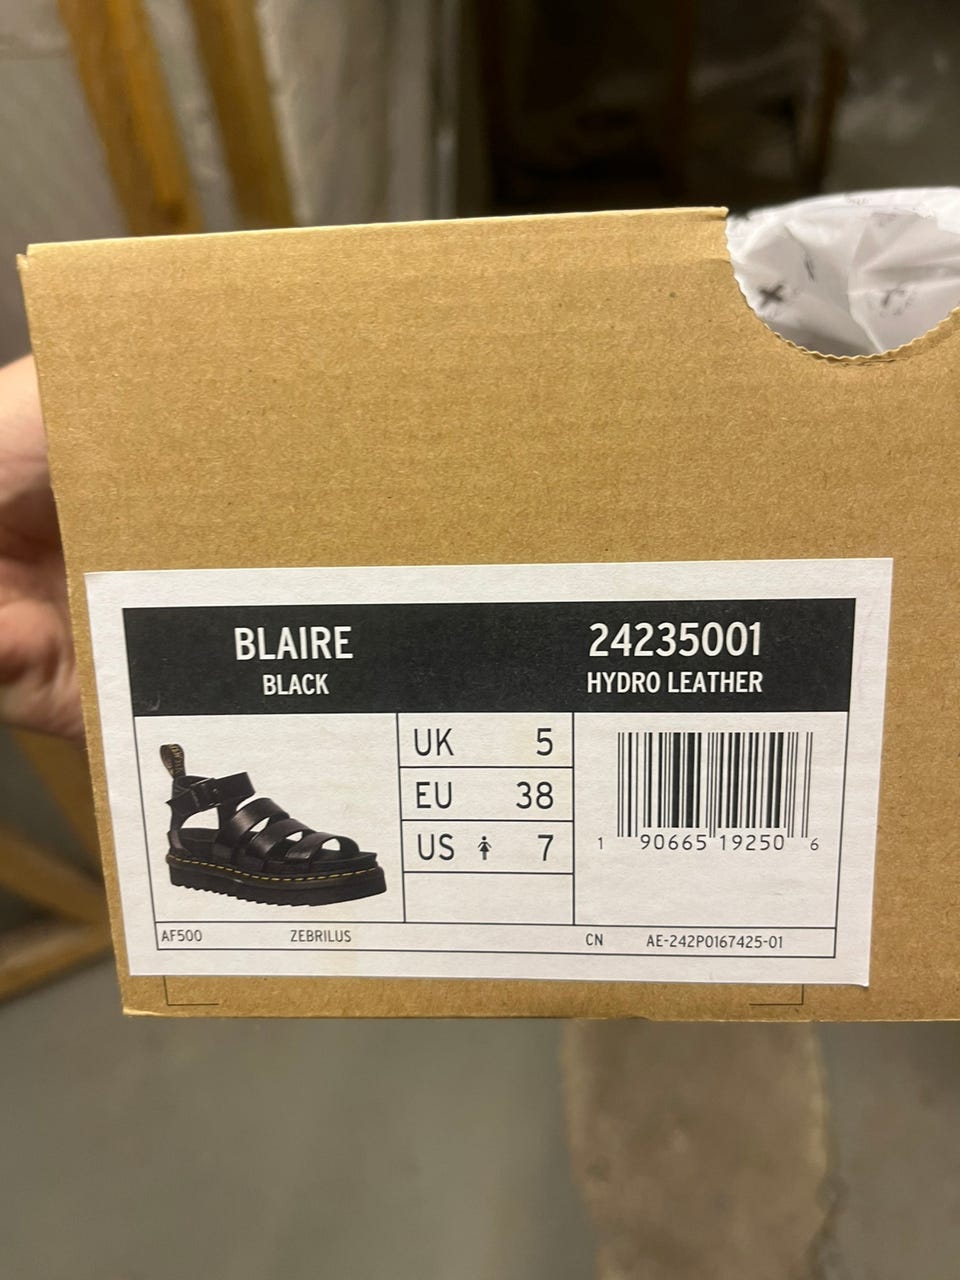 BLAIRE
BLACK
24235001
HYDRO LEATHER
UK 5
EU 38
US 7
1 90665 19250 6
AF500 ZEBRILUS CN AE-242P0167425-01